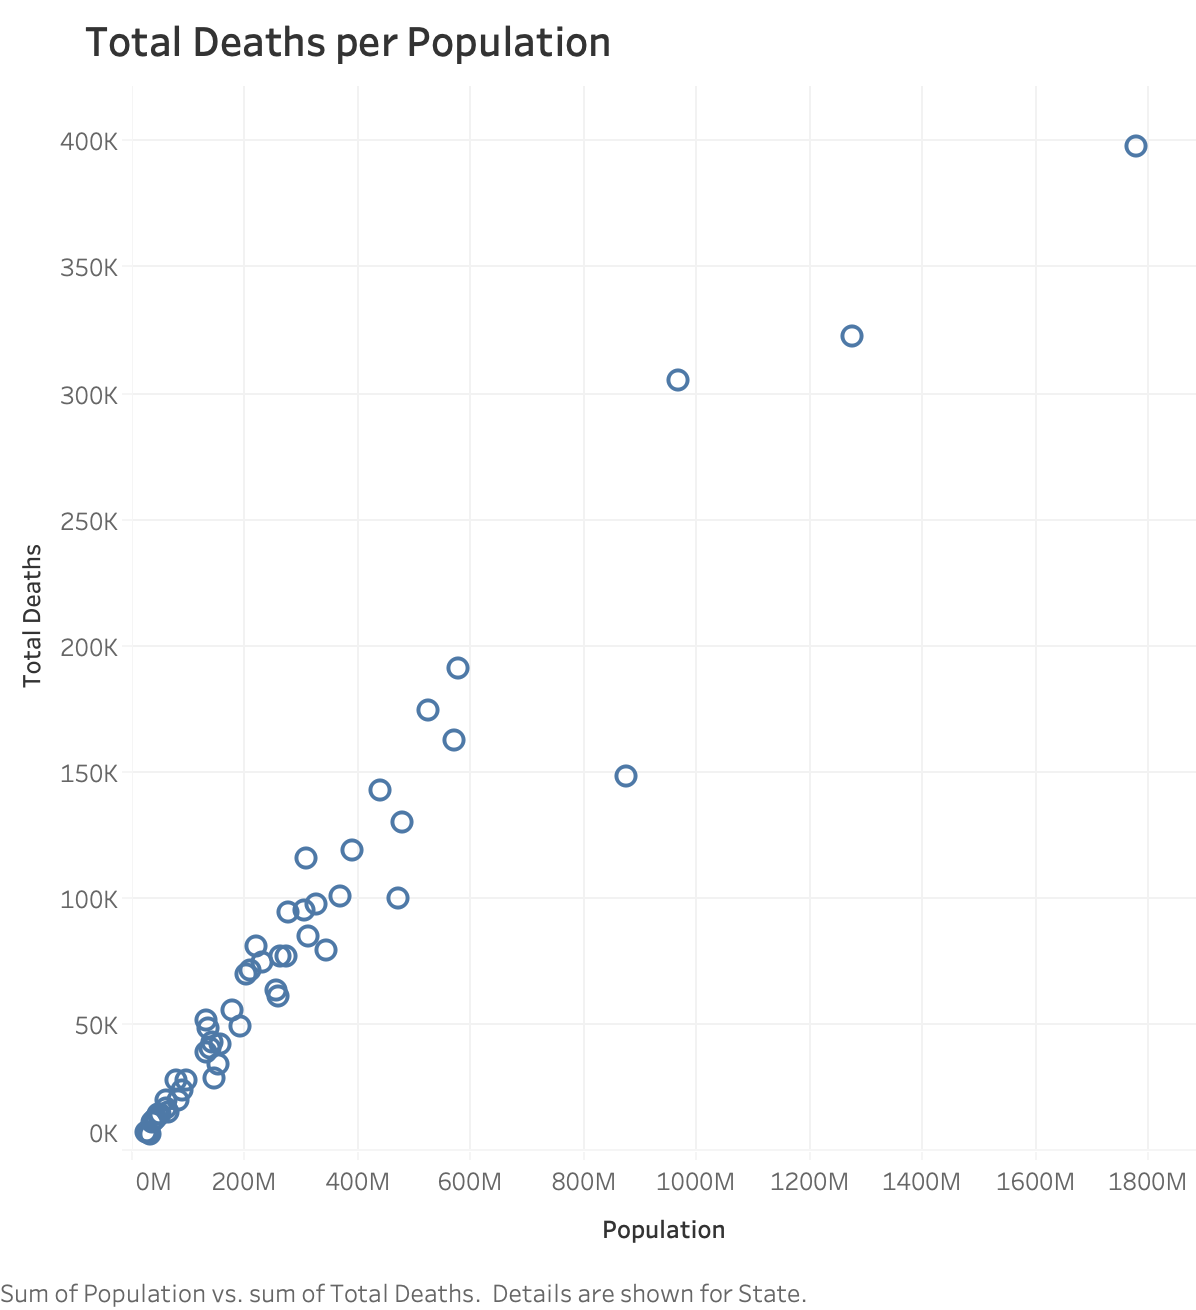 Total Deaths per Population
400K
350K
300K
250K
200K
150K
100K
50K
0K
Total Deaths
0M 200M 400M 600M 800M 1000M 1200M 1400M 1600M 1800M
Population
Sum of Population vs. sum of Total Deaths. Details are shown for State.